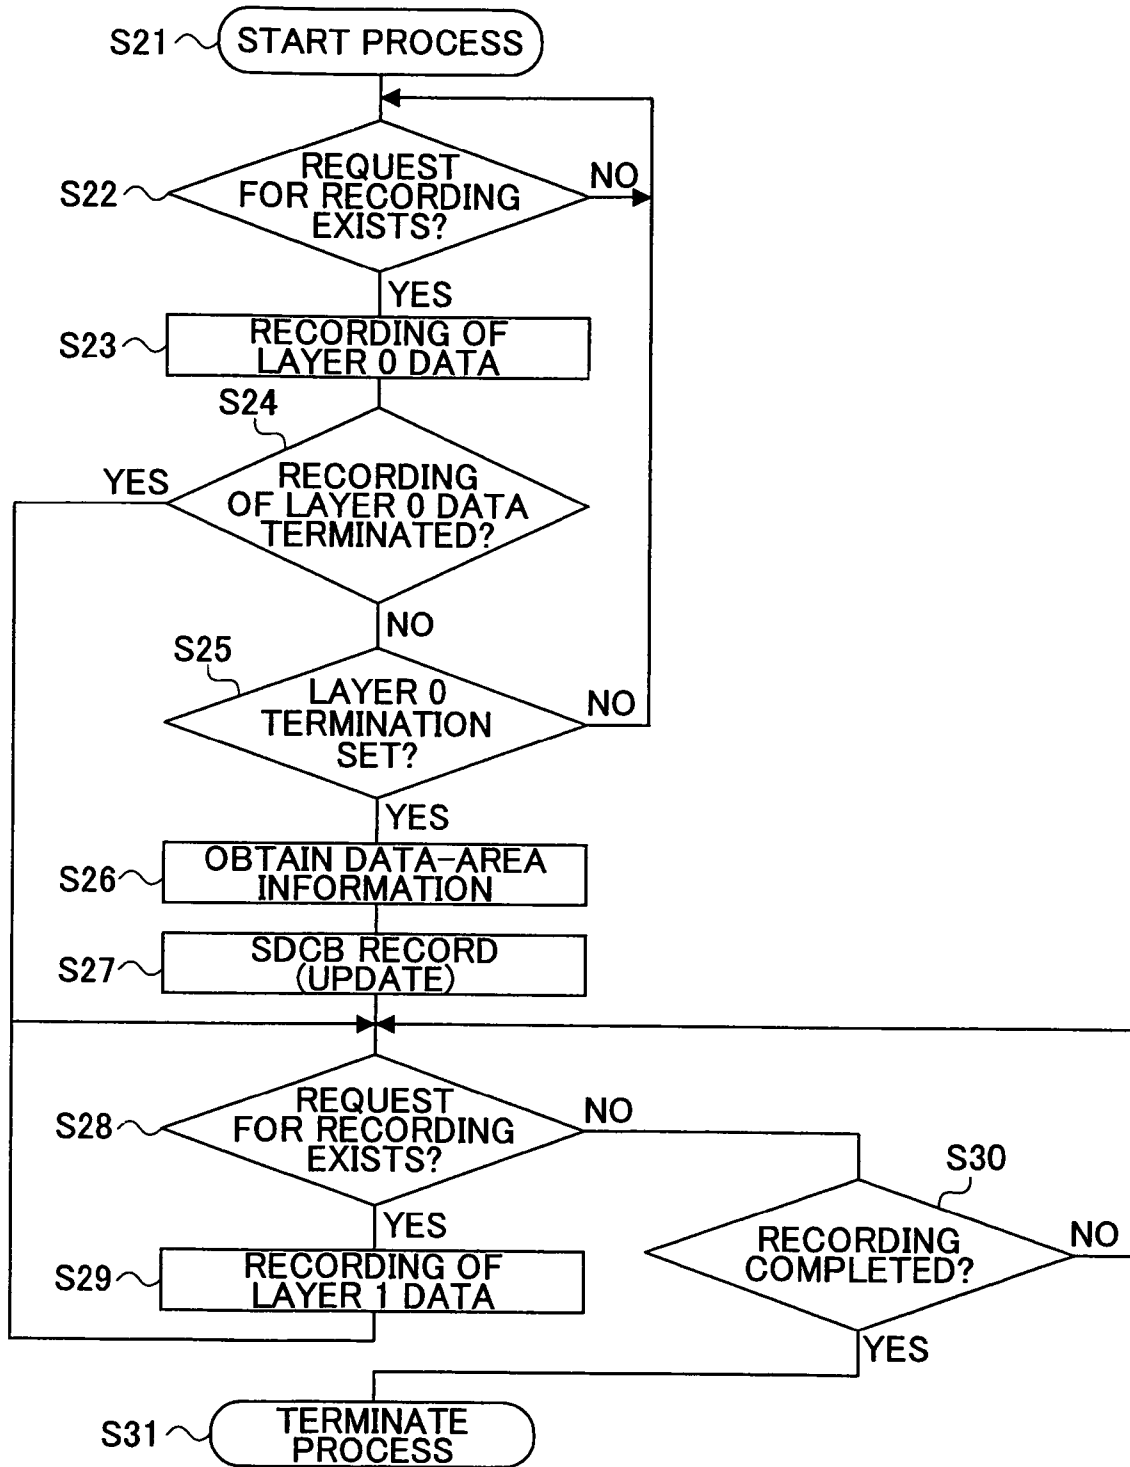 S21
START PROCESS
S22
REQUEST
FOR RECORDING
EXISTS?
NO
YES
S23
RECORDING OF
LAYER 0 DATA
S24
YES
RECORDING
OF LAYER 0 DATA
TERMINATED?
NO
S25
LAYER 0
TERMINATION
SET?
NO
YES
S26
OBTAIN DATA-AREA
INFORMATION
S27
SDCB RECORD
(UPDATE)
S28
REQUEST
FOR RECORDING
EXISTS?
NO
YES
S29
RECORDING OF
LAYER 1 DATA
S30
RECORDING
COMPLETED?
NO
YES
S31
TERMINATE
PROCESS